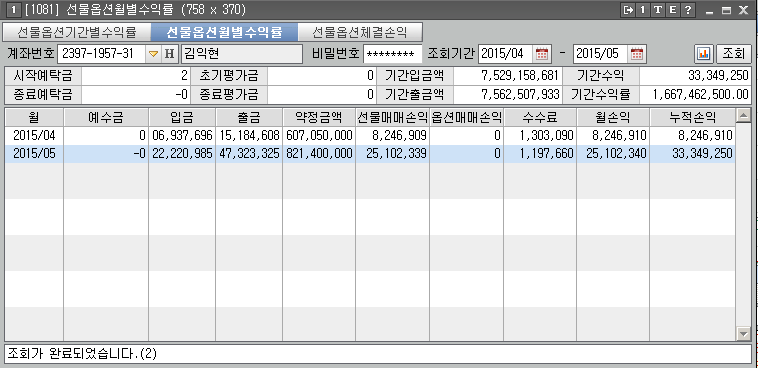 1 [1081] 선물옵션월별수익률 (758 x 370) 1 T E ?
선물옵션기간별수익률 선물옵션월별수익률 선물옵션체결손익
계좌번호 2397-1957-31 H 김익현 비밀번호 ******** 조회기간 2015/04 - 2015/05 조회
시작예탁금 2 초기평가금 0 기간입금액 7,529,158,681 기간수익 33,349,250
종료예탁금 -0 종료평가금 0 기간출금액 7,562,507,933 기간수익률 1,667,462,500.00
월 예수금 입금 출금 약정금액 선물매매손익 옵션매매손익 수수료 월손익 누적손익
2015/04 0 06,937,696 15,184,608 607,050,000 8,246,909 0 1,303,090 8,246,910 8,246,910
2015/05 -0 22,220,985 47,323,325 821,400,000 25,102,339 0 1,197,660 25,102,340 33,349,250
조회가 완료되었습니다.(2)